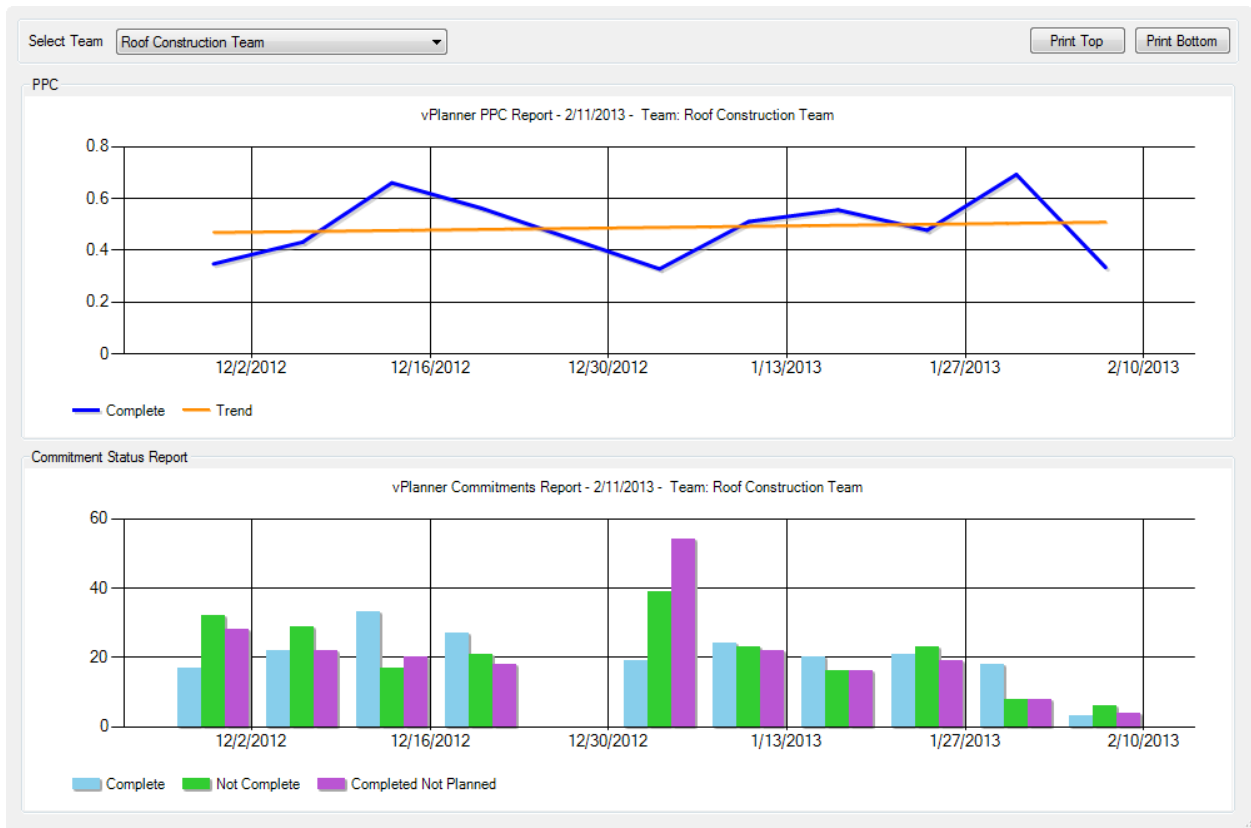 Select Team Roof Construction Team Print Top Print Bottom
PPC
vPlanner PPC Report - 2/11/2013 - Team: Roof Construction Team
0.8
0.6
0.4
0.2
0
12/2/2012 12/16/2012 12/30/2012 1/13/2013 1/27/2013 2/10/2013
Complete Trend
Commitment Status Report
vPlanner Commitments Report - 2/11/2013 - Team: Roof Construction Team
60
40
20
0
12/2/2012 12/16/2012 12/30/2012 1/13/2013 1/27/2013 2/10/2013
Complete Not Complete Completed Not Planned